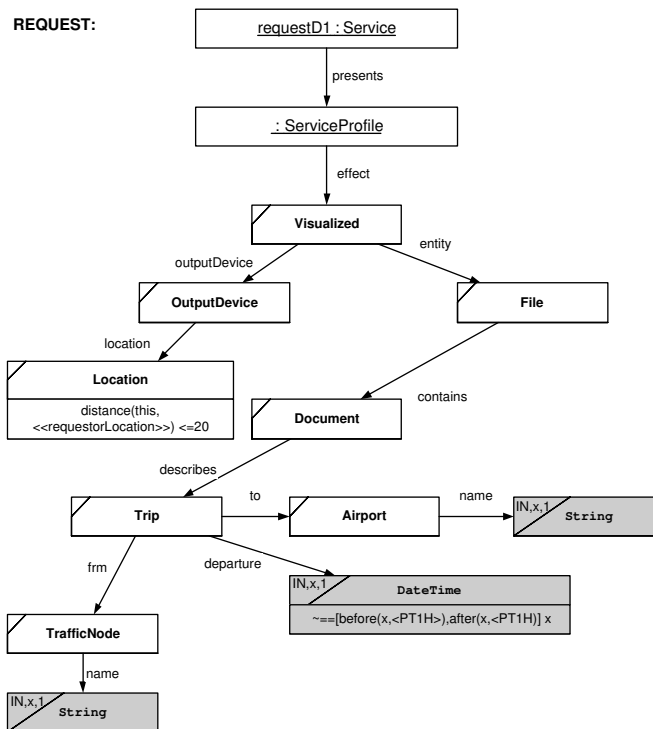 REQUEST:
requestD1 : Service
presents
: ServiceProfile
effect
Visualized
outputDevice
entity
OutputDevice
File
location
Location
distance(this,
<<requestorLocation>>) <=20
contains
Document
describes
Trip
to
Airport
name
IN,x,1
String
frm
departure
IN,x,1
DateTime
~==[before(x,<PT1H>),after(x,<PT1H)] x
TrafficNode
name
IN,x,1
String